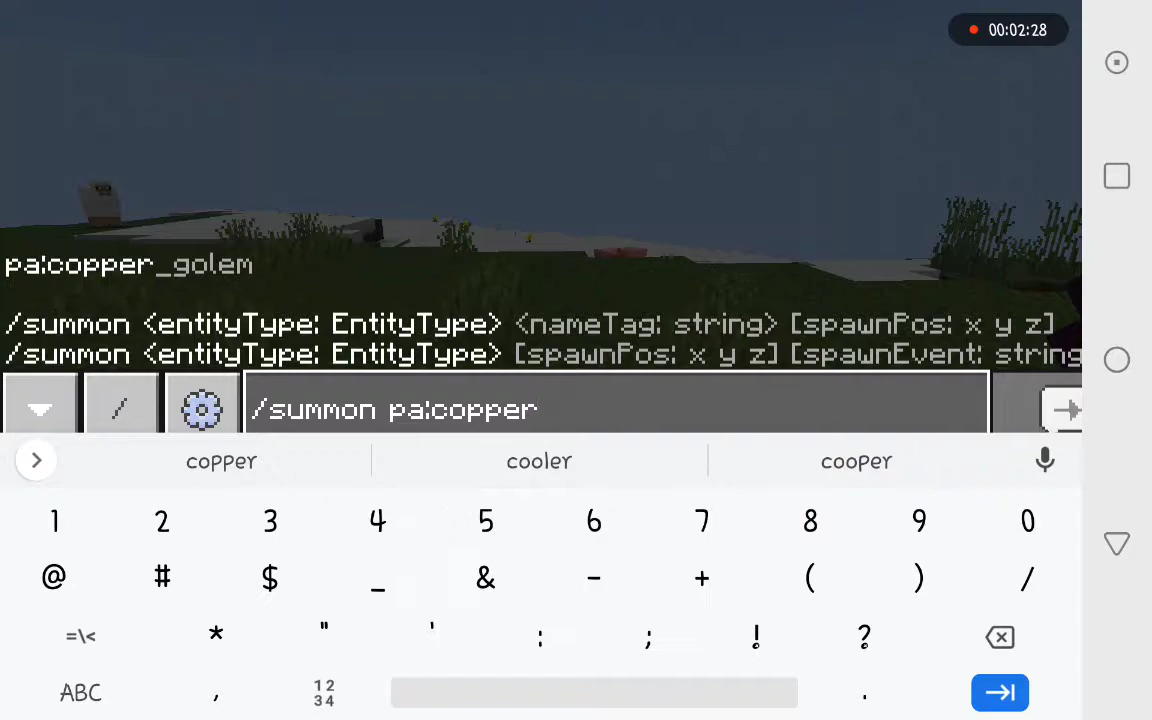 00:02:28
pa:copper_golem
/summon <entityType: EntityType> <nameTag: string> [spawnPos: x y z]
/summon <entityType: EntityType> [spawnPos: x y z] [spawnEvent: string
/
/summon pa:copper
copper cooler cooper
1 2 3 4 5 6 7 8 9 0
@ # $ _ & - + ( ) /
=\< * " ' : ; ! ?
ABC , 12 .
34